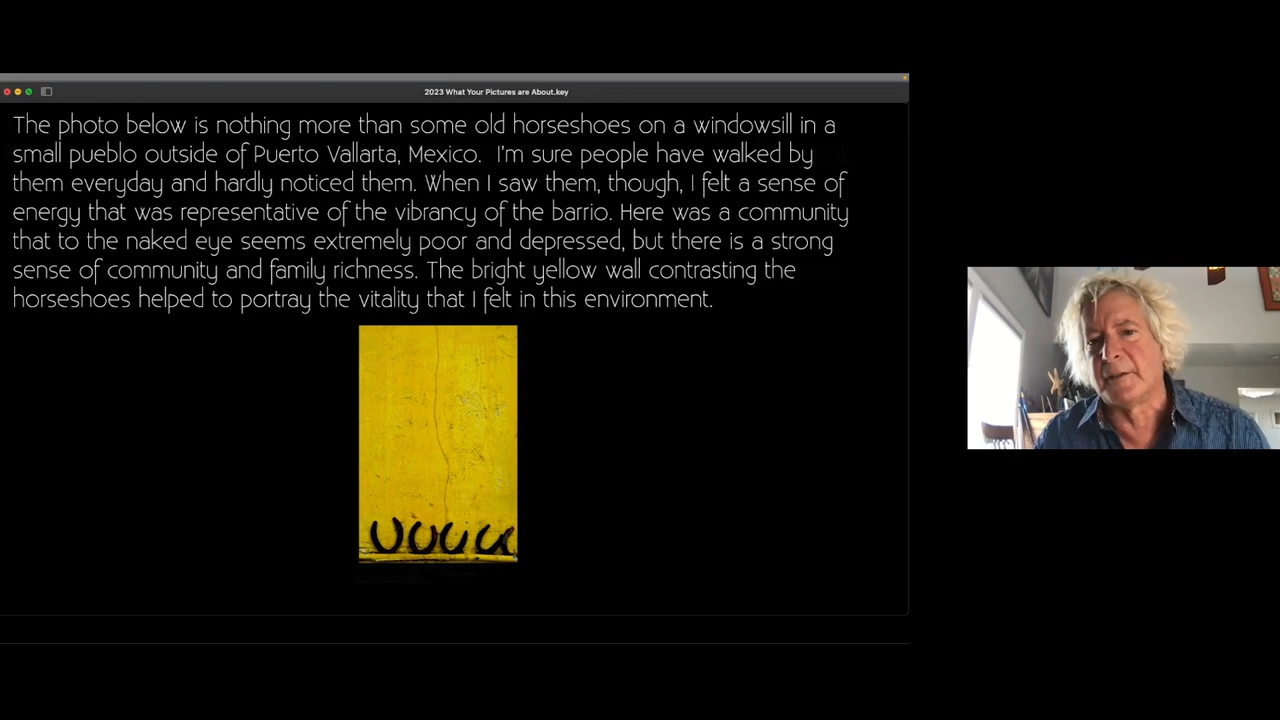 2023 What Your Pictures are About.key
The photo below is nothing more than some old horseshoes on a windowsill in a
small pueblo outside of Puerto Vallarta, Mexico.  I'm sure people have walked by
them everyday and hardly noticed them. When I saw them, though, I felt a sense of
energy that was representative of the vibrancy of the barrio. Here was a community
that to the naked eye seems extremely poor and depressed, but there is a strong
sense of community and family richness. The bright yellow wall contrasting the
horseshoes helped to portray the vitality that I felt in this environment.